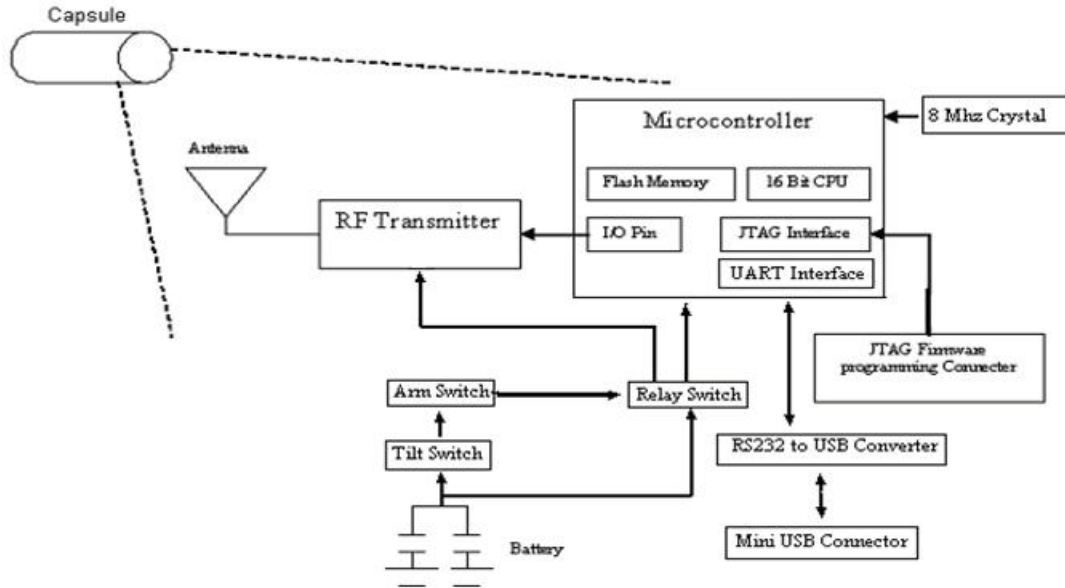 Capsule
Microcontroller
8 Mhz Crystal
Antenna
Flash Memory
16 Bit CPU
RF Transmitter
I/O Pin
JTAG Interface
UART Interface
JTAG Firmware
programming Connecter
Arm Switch
Relay Switch
Tilt Switch
RS232 to USB Converter
Battery
Mini USB Connector